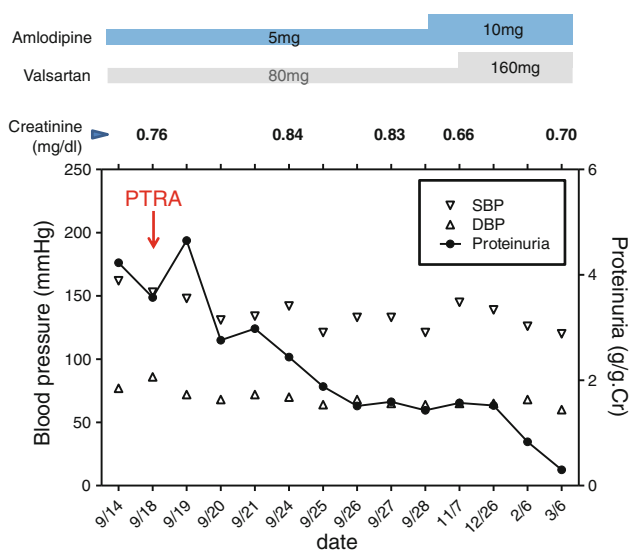 Amlodipine
5mg
10mg
Valsartan
80mg
160mg
Creatinine
(mg/dl)
0.76
0.84
0.83
0.66
0.70
250
200
150
100
50
0
Blood pressure (mmHg)
PTRA
SBP
DBP
Proteinuria
6
4
2
0
Proteinuria (g/g.Cr)
9/14
9/18
9/19
9/20
9/21
9/24
9/25
9/26
9/27
9/28
11/7
12/26
2/6
3/6
date